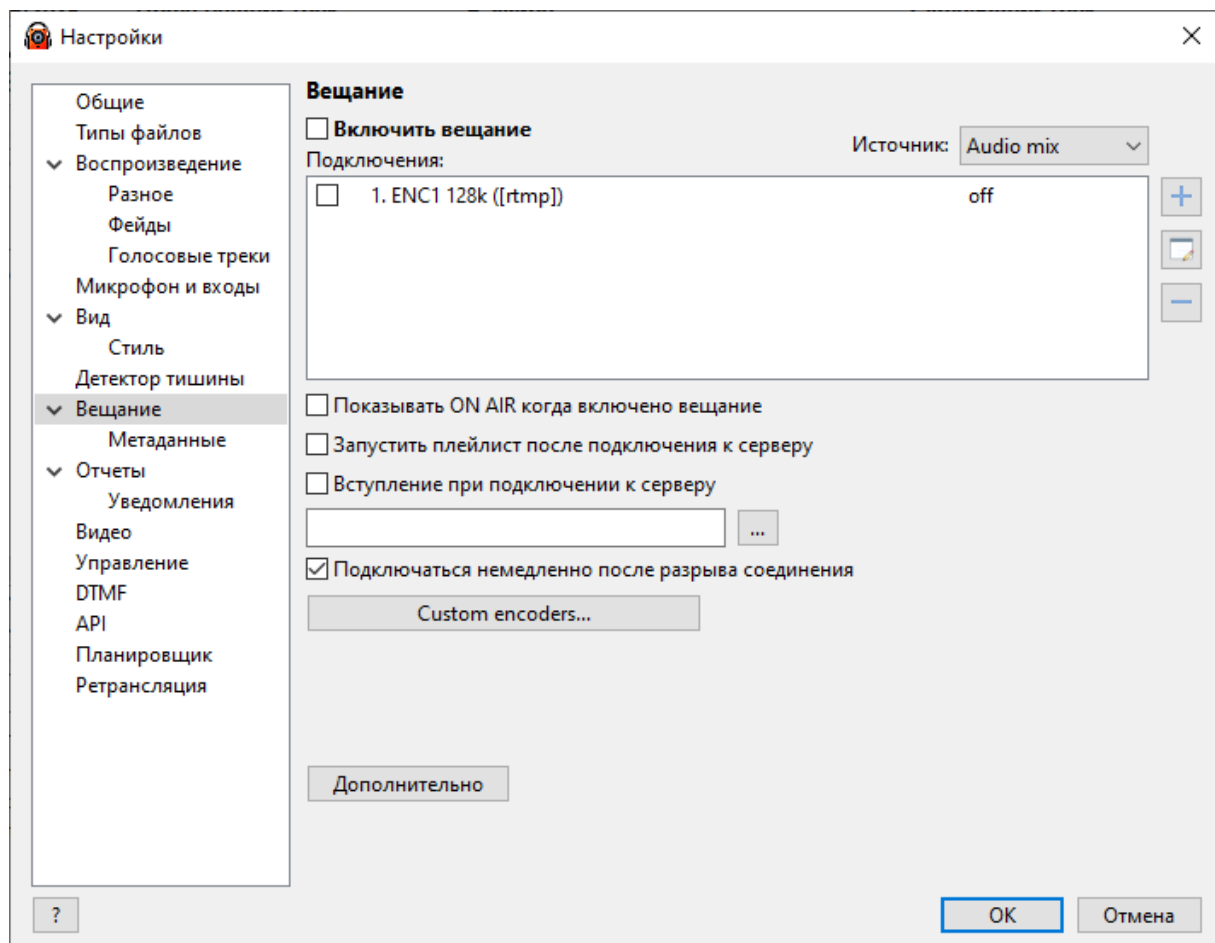 Настройки
Общие
Типы файлов
Воспроизведение
Разное
Фейды
Голосовые треки
Микрофон и входы
Вид
Стиль
Детектор тишины
Вещание
Метаданные
Отчеты
Уведомления
Видео
Управление
DTMF
API
Планировщик
Ретрансляция
Вещание
Включить вещание
Источник: Audio mix
Подключения:
1. ENC1 128k ([rtmp]) off
Показывать ON AIR когда включено вещание
Запустить плейлист после подключения к серверу
Вступление при подключении к серверу
...
Подключаться немедленно после разрыва соединения
Custom encoders...
Дополнительно
? OK Отмена